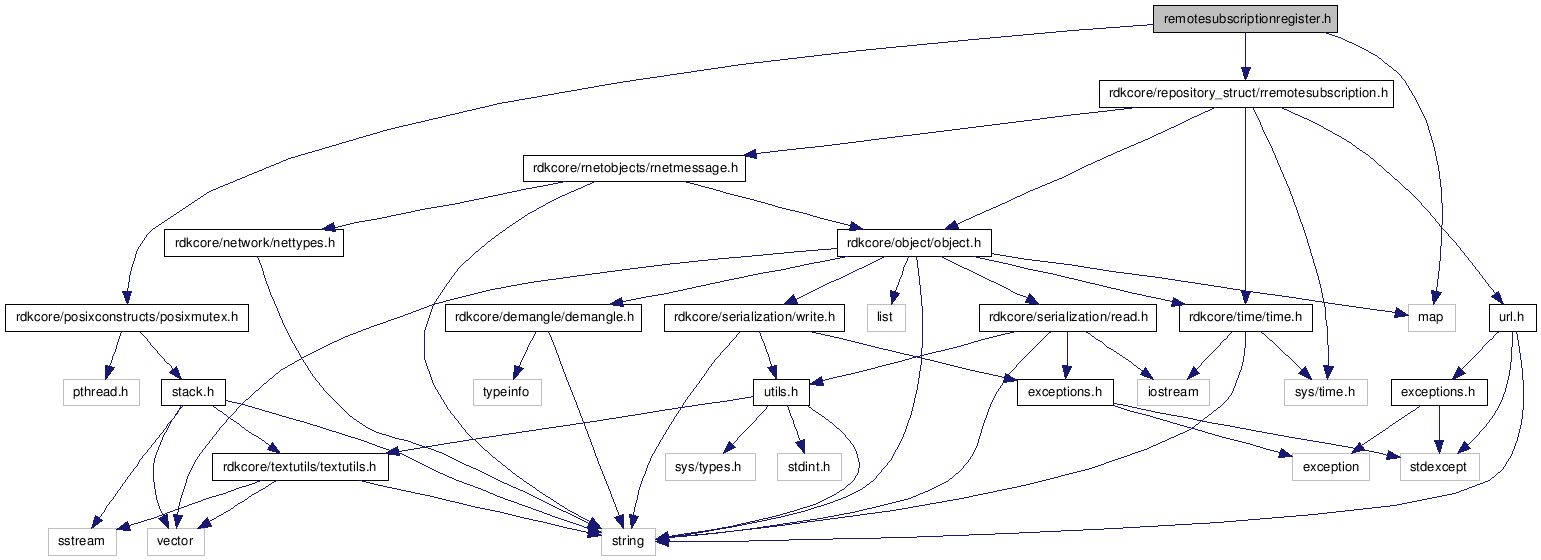 remotesubscriptionregister.h
rdkcore/repository_struct/rremotesubscription.h
rdkcore/rnetobjects/rnetmessage.h
rdkcore/network/nettypes.h
rdkcore/object/object.h
rdkcore/posixconstructs/posixmutex.h
rdkcore/demangle/demangle.h
rdkcore/serialization/write.h
list
rdkcore/serialization/read.h
rdkcore/time/time.h
map
url.h
pthread.h
stack.h
typeinfo
utils.h
exceptions.h
iostream
sys/time.h
exceptions.h
rdkcore/textutils/textutils.h
sys/types.h
stdint.h
exception
stdexcept
sstream
vector
string